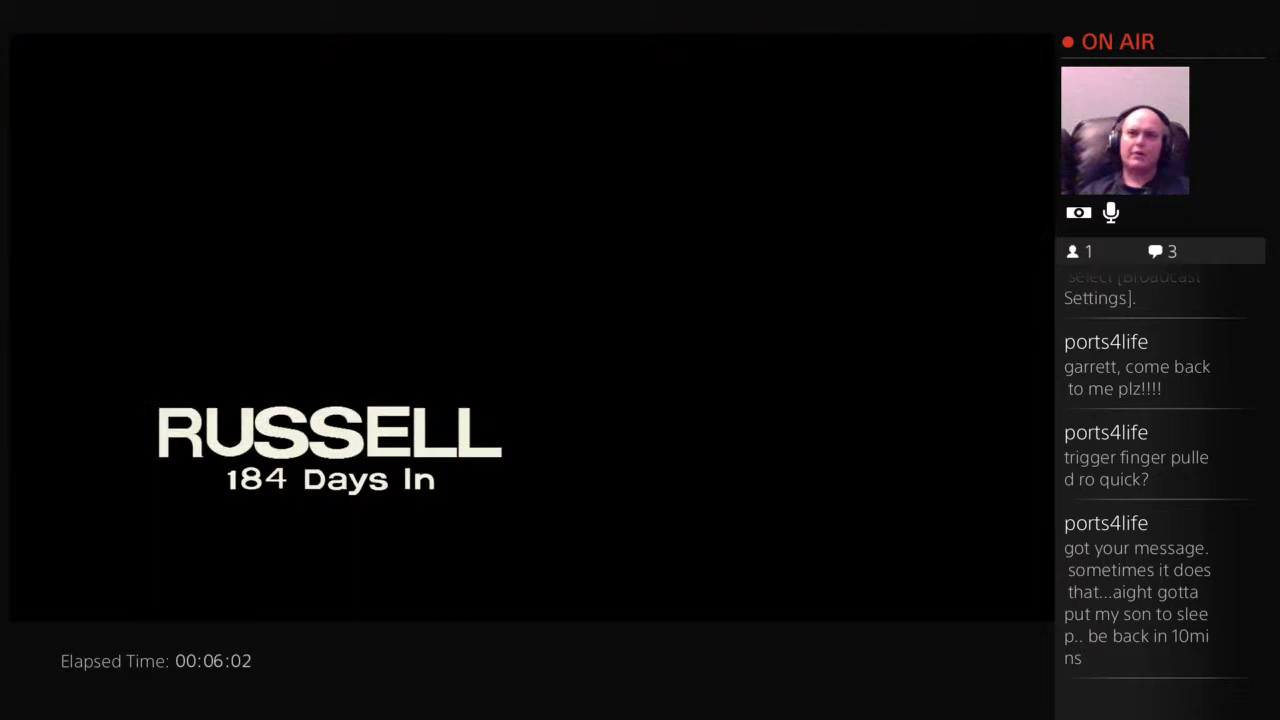 ON AIR
1 3
select [Broadcast
Settings].
ports4life
garrett, come back
to me plz!!!!
ports4life
trigger finger pulle
d ro quick?
ports4life
got your message.
sometimes it does
that...aight gotta
put my son to slee
p.. be back in 10mi
ns
RUSSELL
184 Days In
Elapsed Time: 00:06:02